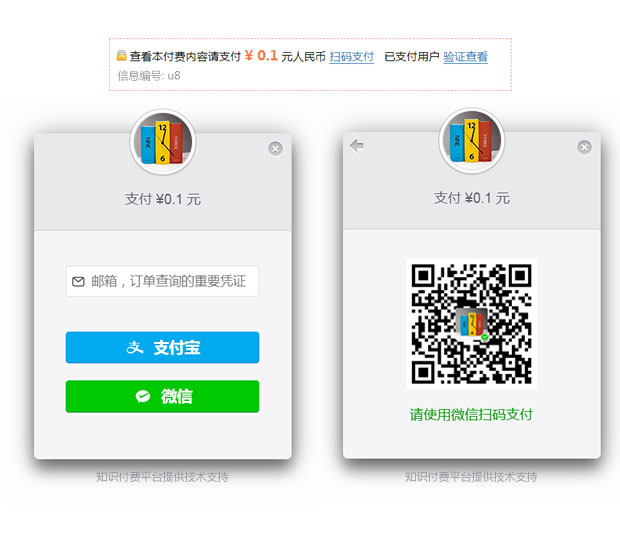 查看本付费内容请支付 ¥ 0.1 元人民币 扫码支付 已支付用户 验证查看
信息编号: u8
12
NINE
THREE
6
支付 ¥0.1 元
邮箱，订单查询的重要凭证
支付宝
微信
知识付费平台提供技术支持
12
NINE
THREE
6
支付 ¥0.1 元
请使用微信扫码支付
知识付费平台提供技术支持